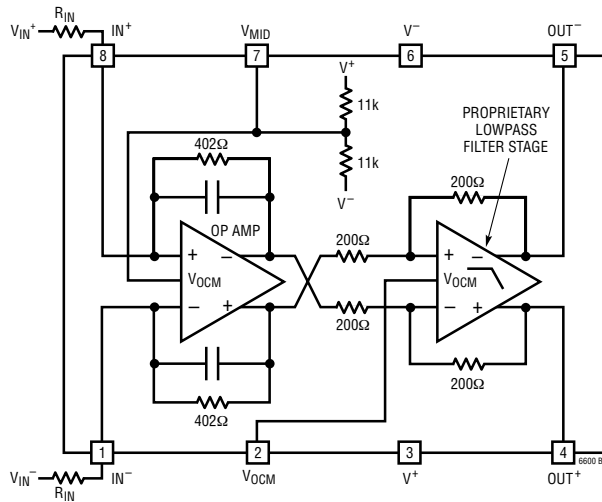 VIN+
RIN
IN+
VMID
V−
OUT−
8
7
6
5
V+
11k
11k
V−
PROPRIETARY
LOWPASS
FILTER STAGE
402Ω
OP AMP
+
−
VOCM
−
+
200Ω
200Ω
200Ω
+
−
VOCM
−
+
200Ω
402Ω
1
2
3
4
VIN−
RIN
IN−
VOCM
V+
OUT+
6600 B